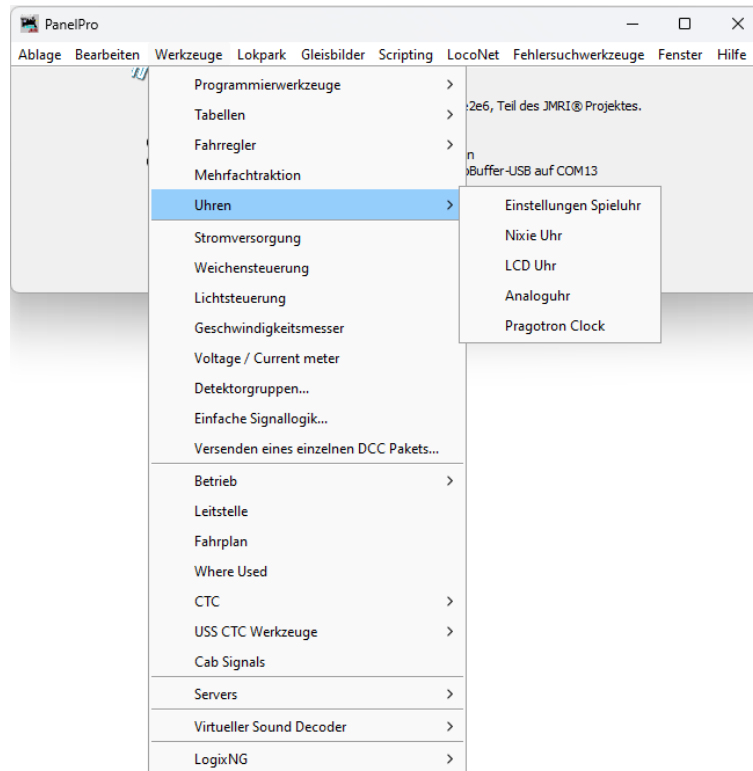 PanelPro
Ablage Bearbeiten Werkzeuge Lokpark Gleisbilder Scripting LocoNet Fehlersuchwerkzeuge Fenster Hilfe
Programmierwerkzeuge
2e6, Teil des JMRI® Projektes.
Tabellen
Fahrregler
Mehrfachtraktion
Buffer-USB auf COM13
Uhren
Einstellungen Spieluhr
Nixie Uhr
LCD Uhr
Analoguhr
Pragotron Clock
Stromversorgung
Weichensteuerung
Lichtsteuerung
Geschwindigkeitsmesser
Voltage / Current meter
Detektorgruppen...
Einfache Signallogik...
Versenden eines einzelnen DCC Pakets...
Betrieb
Leitstelle
Fahrplan
Where Used
CTC
USS CTC Werkzeuge
Cab Signals
Servers
Virtueller Sound Decoder
LogixNG